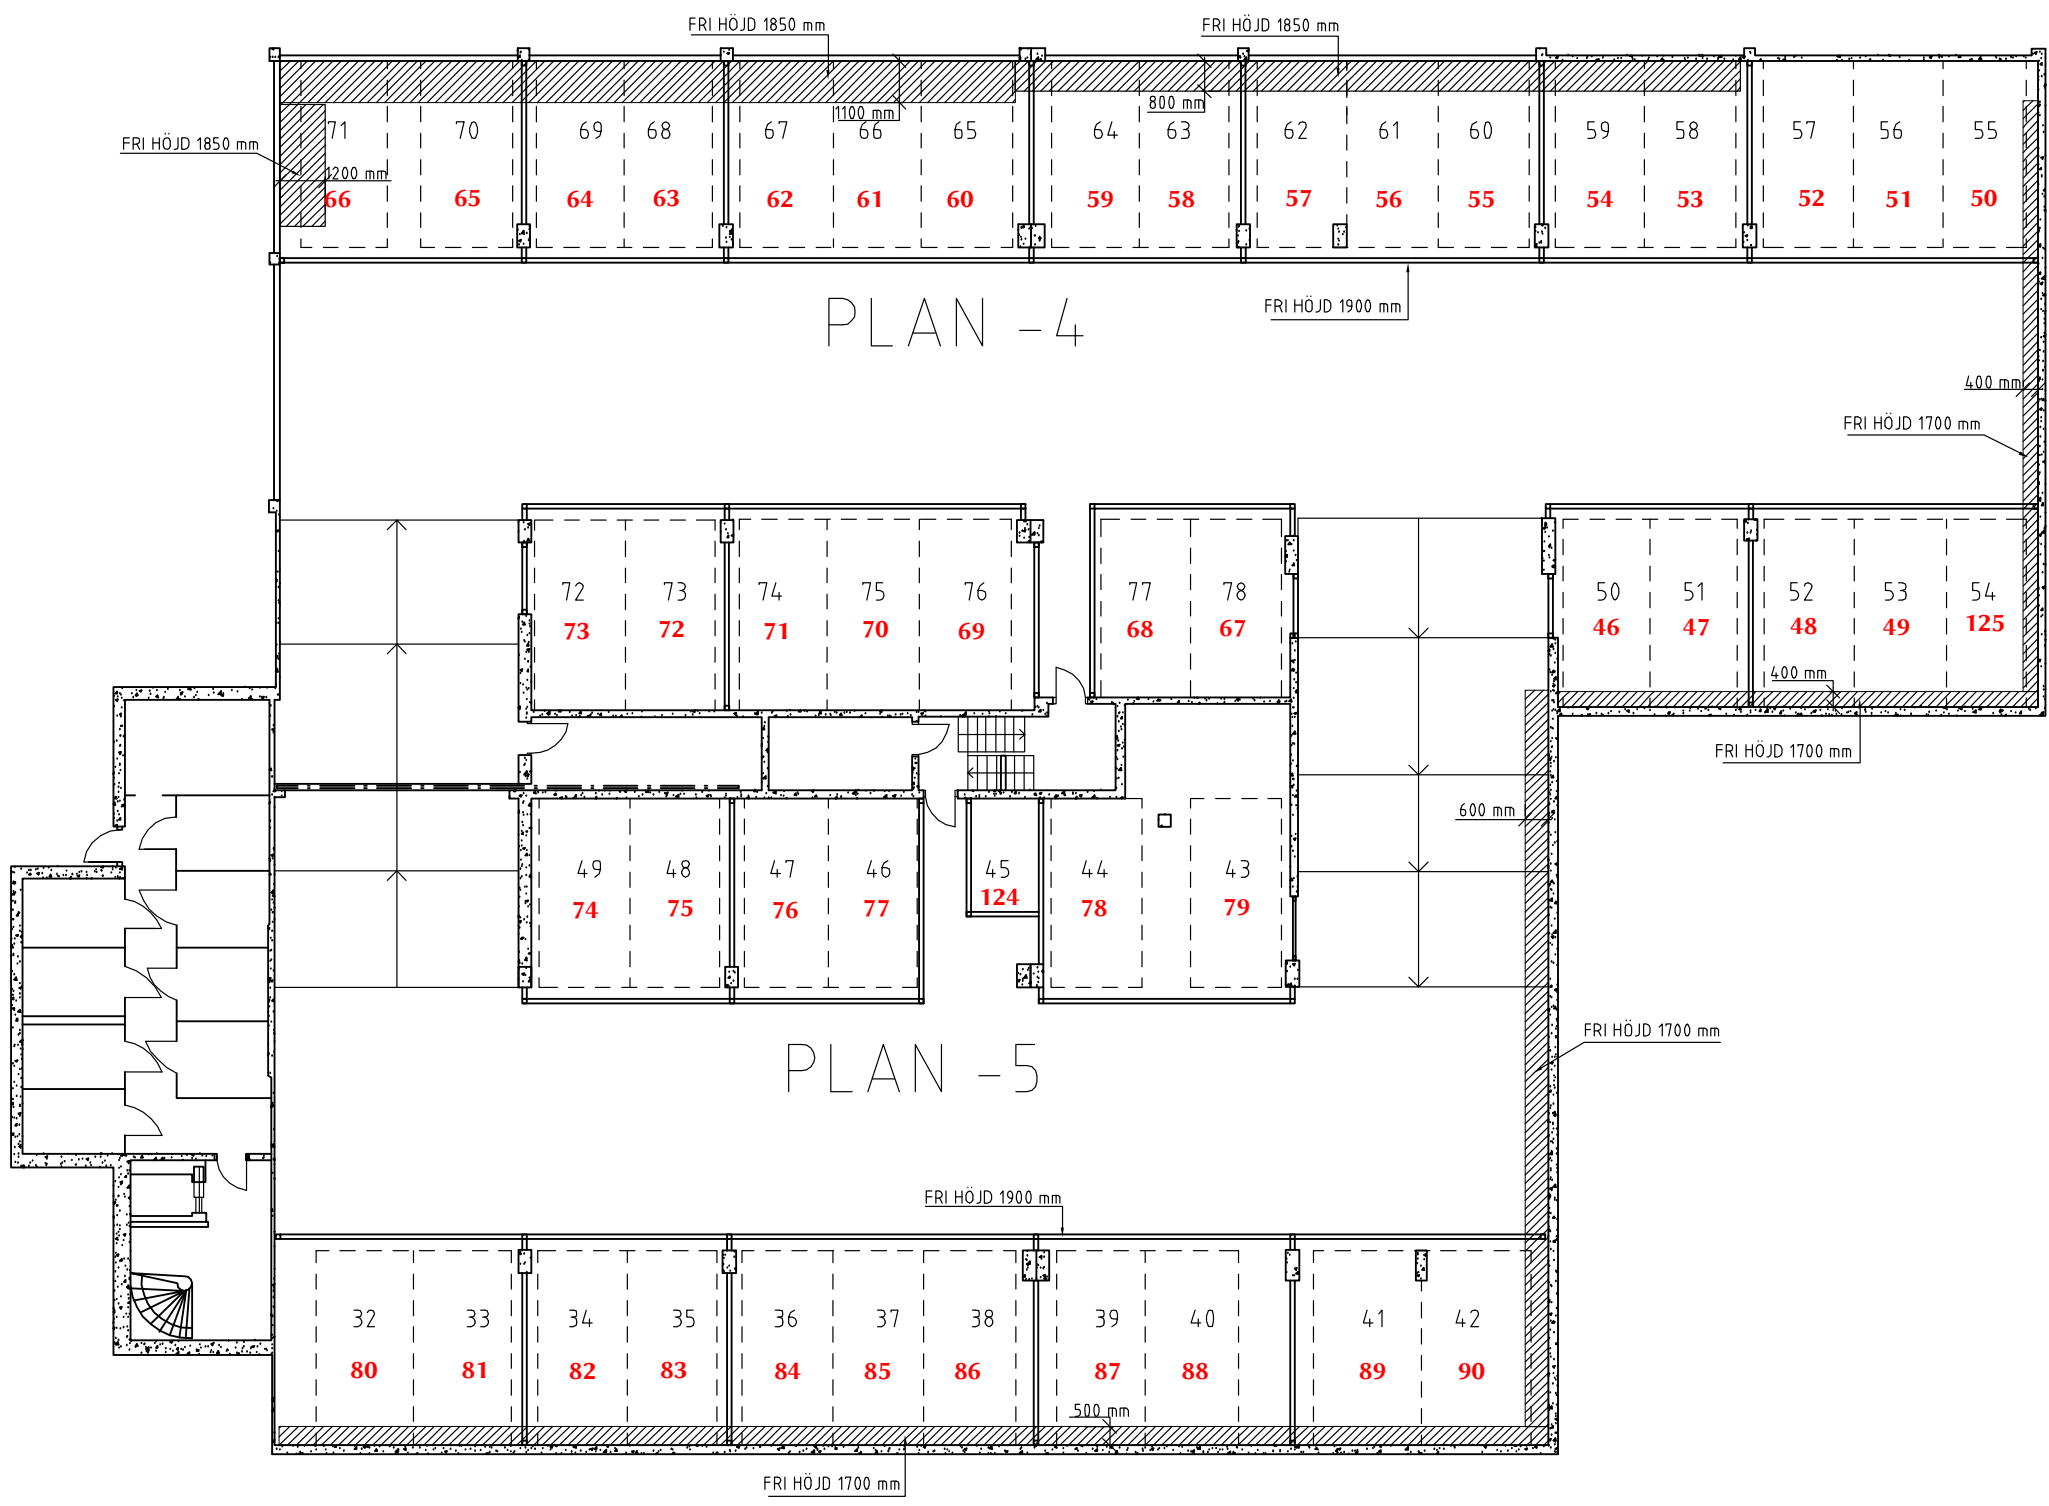 FRI HÖJD 1850 mm
FRI HÖJD 1850 mm
1100 mm
800 mm
FRI HÖJD 1850 mm
1200 mm
71 70 69 68 67 66 65 64 63 62 61 60 59 58 57 56 55
66 65 64 63 62 61 60 59 58 57 56 55 54 53 52 51 50
FRI HÖJD 1900 mm
PLAN -4
400 mm
FRI HÖJD 1700 mm
72 73 74 75 76 77 78 50 51 52 53 54
73 72 71 70 69 68 67 46 47 48 49 125
400 mm
FRI HÖJD 1700 mm
600 mm
49 48 47 46 45 44 43
74 75 76 77 124 78 79
FRI HÖJD 1700 mm
PLAN -5
FRI HÖJD 1900 mm
32 33 34 35 36 37 38 39 40 41 42
80 81 82 83 84 85 86 87 88 89 90
500 mm
FRI HÖJD 1700 mm